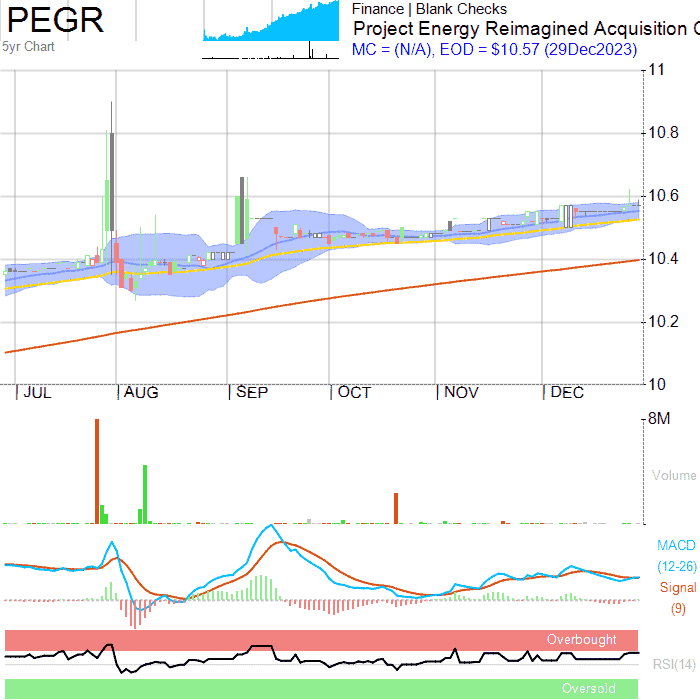 PEGR
5yr Chart
Finance | Blank Checks
Project Energy Reimagined Acquisition C
MC = (N/A), EOD = $10.57 (29Dec2023)
11
10.8
10.6
10.4
10.2
10
JUL AUG SEP OCT NOV DEC
8M
Volume
MACD
(12-26)
Signal
(9)
Overbought
RSI(14)
Oversold